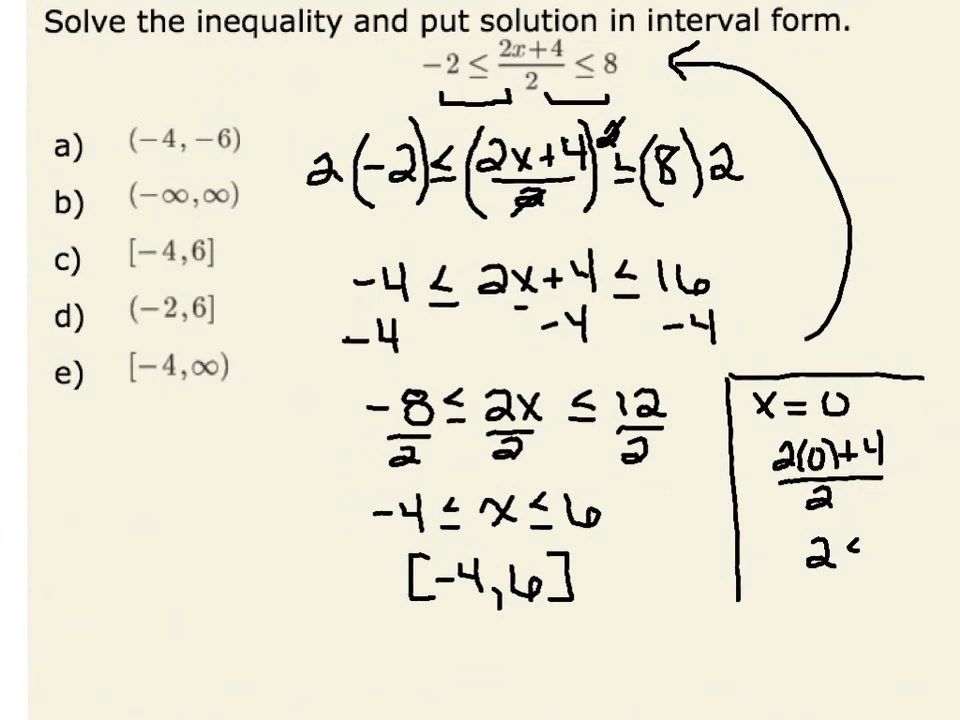 Solve the inequality and put solution in interval form.
−2 ≤ (2x+4)/2 ≤ 8
a) (−4, −6)
b) (−∞, ∞)
c) [−4, 6]
d) (−2, 6]
e) [−4, ∞)
2(-2) ≤ ((2x+4)/2)2 ≤ (8)2
-4 ≤ 2x+4 ≤ 16
-4 -4 -4
-8/2 ≤ 2x/2 ≤ 12/2
-4 ≤ x ≤ 6
[-4, 6]
x = 0
(2(0)+4)/2
2 <